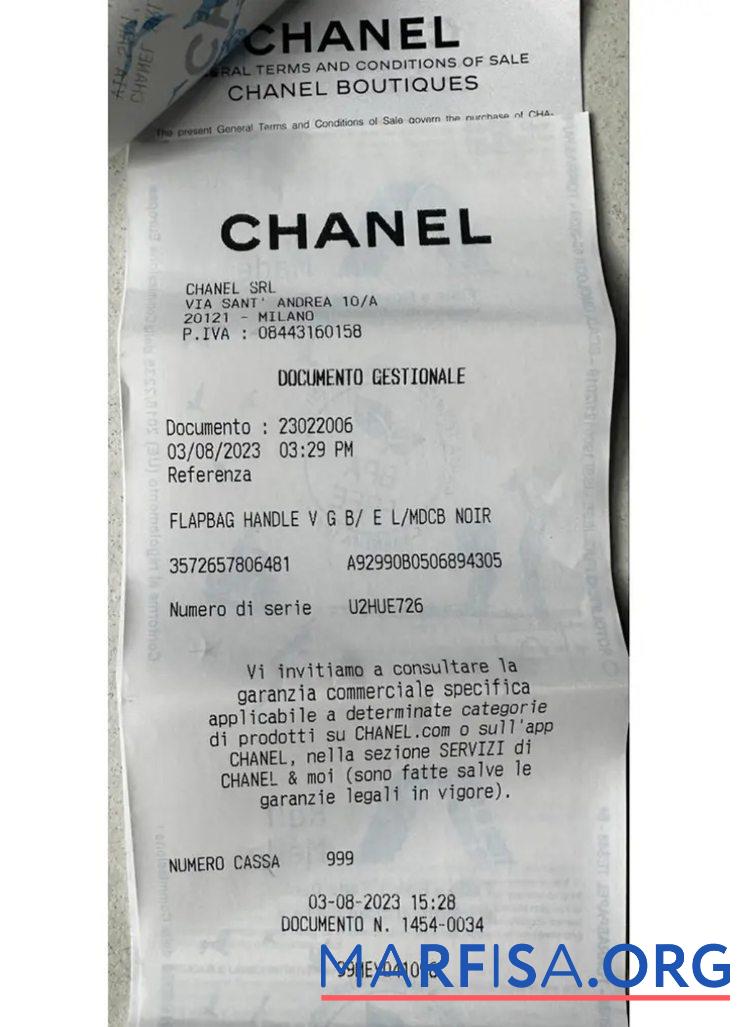 CHANEL
GENERAL TERMS AND CONDITIONS OF SALE
CHANEL BOUTIQUES
The present General Terms and Conditions of Sale govern the purchase of CHA-
CHANEL
CHANEL SRL
VIA SANT' ANDREA 10/A
20121 - MILANO
P.IVA : 08443160158
DOCUMENTO GESTIONALE
Documento : 23022006
03/08/2023 03:29 PM
Referenza
FLAPBAG HANDLE V G B/ E L/MDCB NOIR
3572657806481 A92990B0506894305
Numero di serie U2HUE726
Vi invitiamo a consultare la
garanzia commerciale specifica
applicabile a determinate categorie
di prodotti su CHANEL.com o sull'app
CHANEL, nella sezione SERVIZI di
CHANEL & moi (sono fatte salve le
garanzie legali in vigore).
NUMERO CASSA 999
03-08-2023 15:28
DOCUMENTO N. 1454-0034
MARFISA.ORG